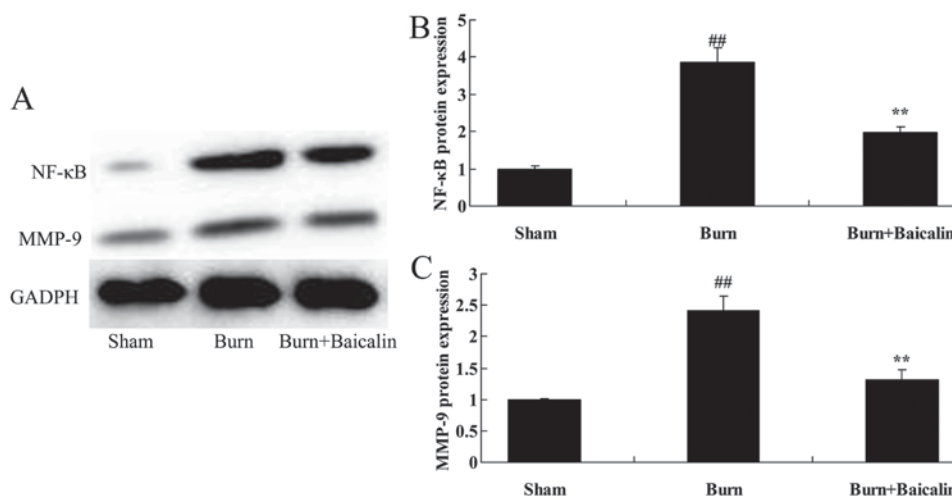 A
NF-κB
MMP-9
GADPH
Sham Burn Burn+Baicalin
B
NF-κB protein expression
5
4
3
2
1
0
##
**
Sham Burn Burn+Baicalin
C
MMP-9 protein expression
3
2.5
2
1.5
1
0.5
0
##
**
Sham Burn Burn+Baicalin